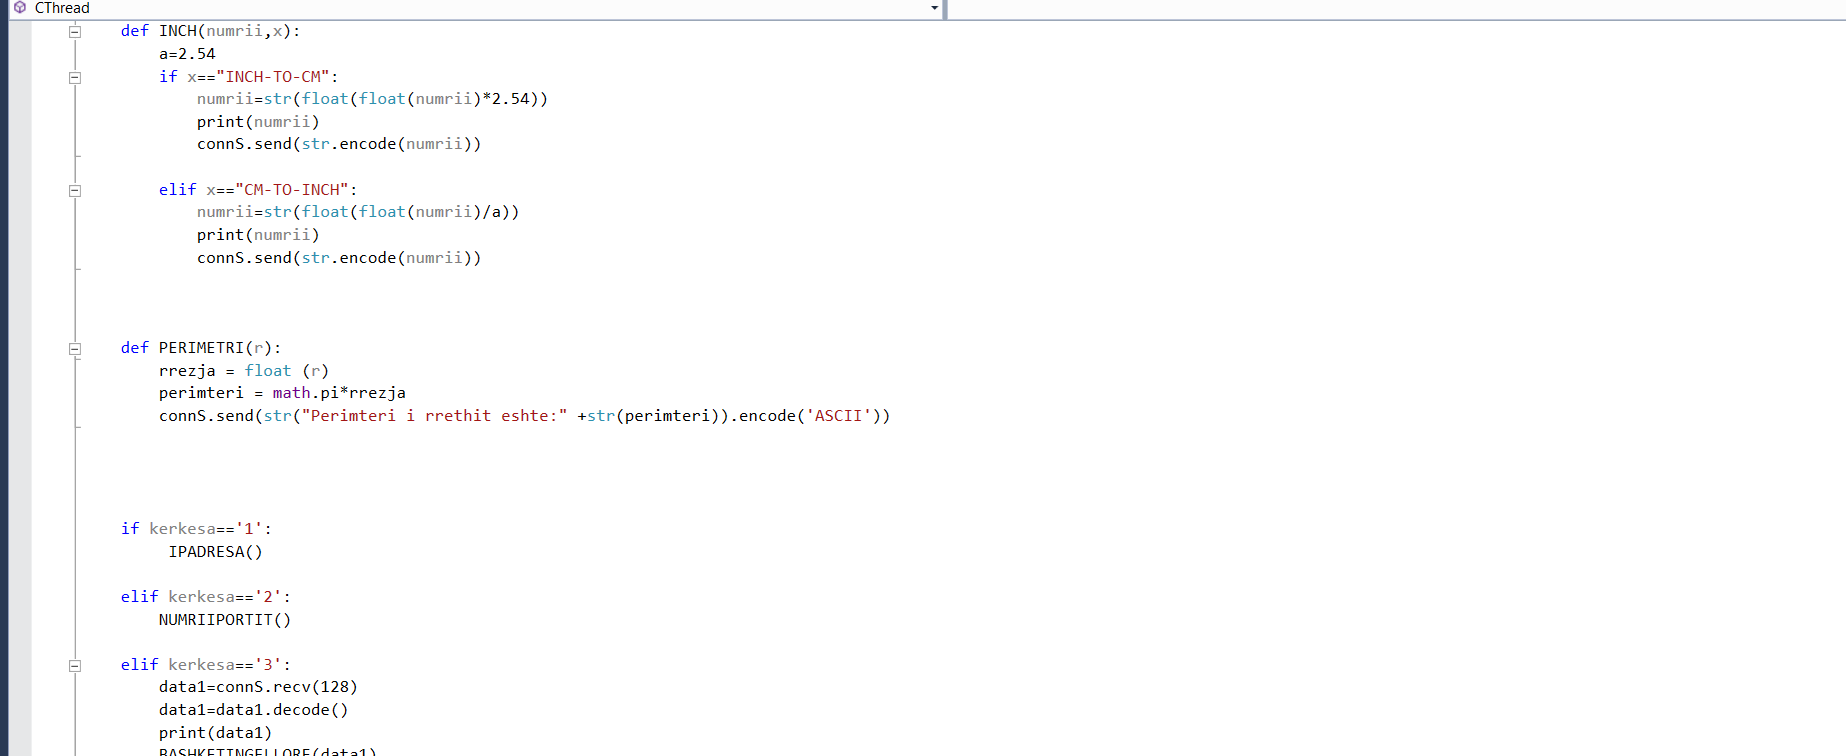 CThread
def INCH(numrii,x):
a=2.54
if x=="INCH-TO-CM":
numrii=str(float(float(numrii)*2.54))
print(numrii)
connS.send(str.encode(numrii))
elif x=="CM-TO-INCH":
numrii=str(float(float(numrii)/a))
print(numrii)
connS.send(str.encode(numrii))
def PERIMETRI(r):
rrezja = float (r)
perimteri = math.pi*rrezja
connS.send(str("Perimteri i rrethit eshte:" +str(perimteri)).encode('ASCII'))
if kerkesa=='1':
IPADRESA()
elif kerkesa=='2':
NUMRIIPORTIT()
elif kerkesa=='3':
data1=connS.recv(128)
data1=data1.decode()
print(data1)
BASHKETINGELLORE(data1)